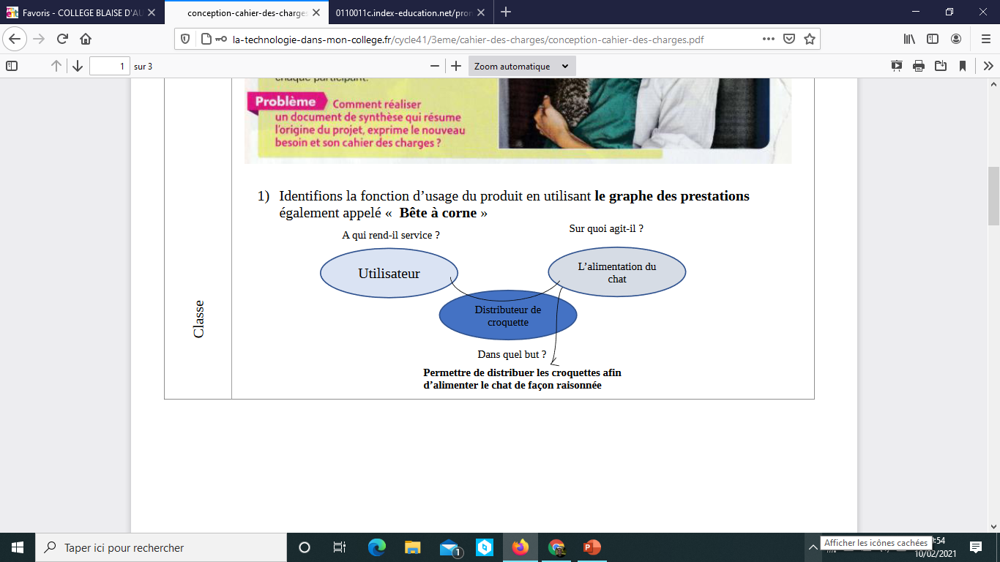 Favoris - COLLEGE BLAISE D'AU
conception-cahier-des-charges
0110011c.index-education.net/pron
la-technologie-dans-mon-college.fr/cycle41/3eme/cahier-des-charges/conception-cahier-des-charges.pdf
1 sur 3
Zoom automatique
chaque participant.
Problème Comment réaliser
un document de synthèse qui résume
l'origine du projet, exprime le nouveau
besoin et son cahier des charges ?
1) Identifions la fonction d’usage du produit en utilisant le graphe des prestations
également appelé « Bête à corne »
A qui rend-il service ?
Sur quoi agit-il ?
Utilisateur
L’alimentation du
chat
Distributeur de
croquette
Classe
Dans quel but ?
Permettre de distribuer les croquettes afin
d’alimenter le chat de façon raisonnée
Taper ici pour rechercher
1
Afficher les icônes cachées
:54
10/02/2021